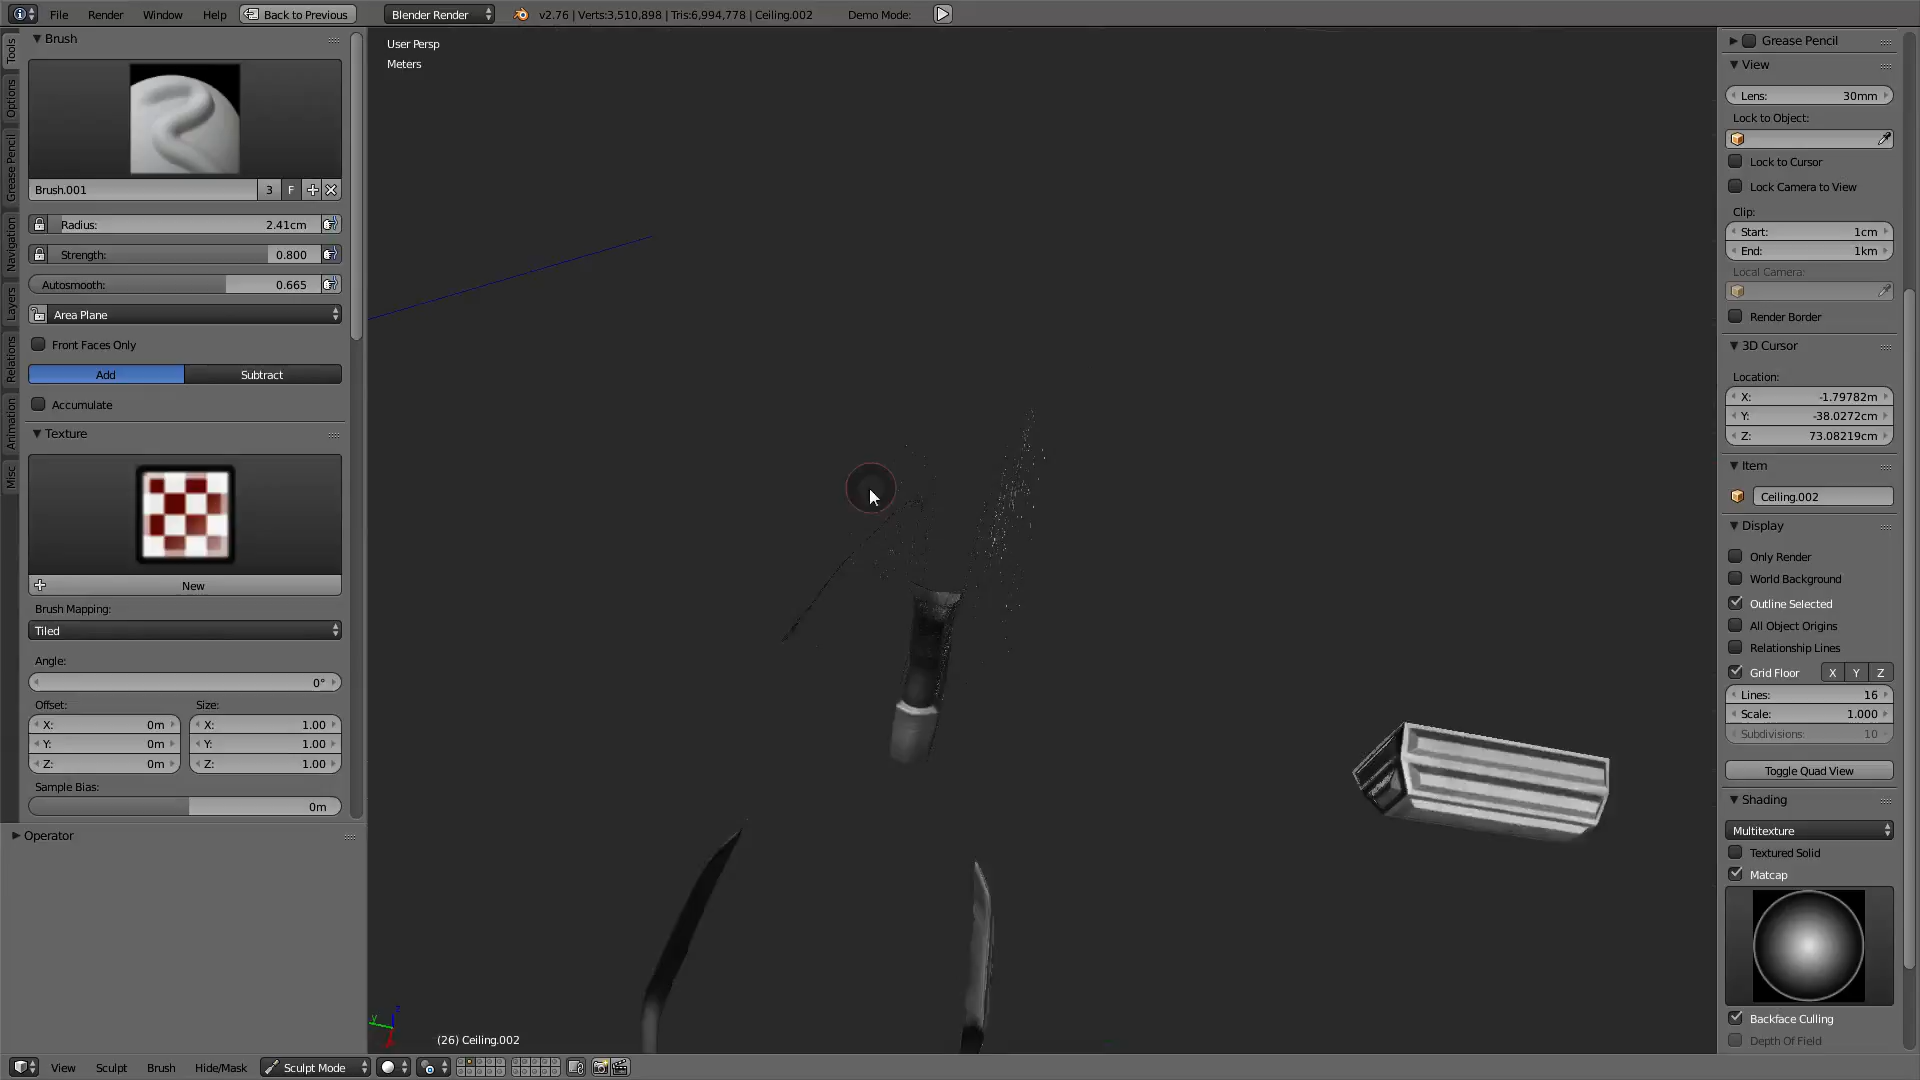 File Render Window Help Back to Previous Blender Render v2.76 | Verts:3,510,898 | Tris:6,994,778 | Ceiling.002 Demo Mode:
Tools
Options
Grease Pencil
Navigation
Layers
Relations
Animation
Misc
Brush
Brush.001 3 F
Radius: 2.41cm
Strength: 0.800
Autosmooth: 0.665
Area Plane
Front Faces Only
Add Subtract
Accumulate
Texture
New
Brush Mapping:
Tiled
Angle:
0°
Offset: Size:
X: 0m X: 1.00
Y: 0m Y: 1.00
Z: 0m Z: 1.00
Sample Bias:
0m
Operator
User Persp
Meters
(26) Ceiling.002
Grease Pencil
View
Lens: 30mm
Lock to Object:
Lock to Cursor
Lock Camera to View
Clip:
Start: 1cm
End: 1km
Local Camera:
Render Border
3D Cursor
Location:
X: -1.79782m
Y: -38.0272cm
Z: 73.08219cm
Item
Ceiling.002
Display
Only Render
World Background
Outline Selected
All Object Origins
Relationship Lines
Grid Floor X Y Z
Lines: 16
Scale: 1.000
Subdivisions: 10
Toggle Quad View
Shading
Multitexture
Textured Solid
Matcap
Backface Culling
Depth Of Field
View Sculpt Brush Hide/Mask Sculpt Mode